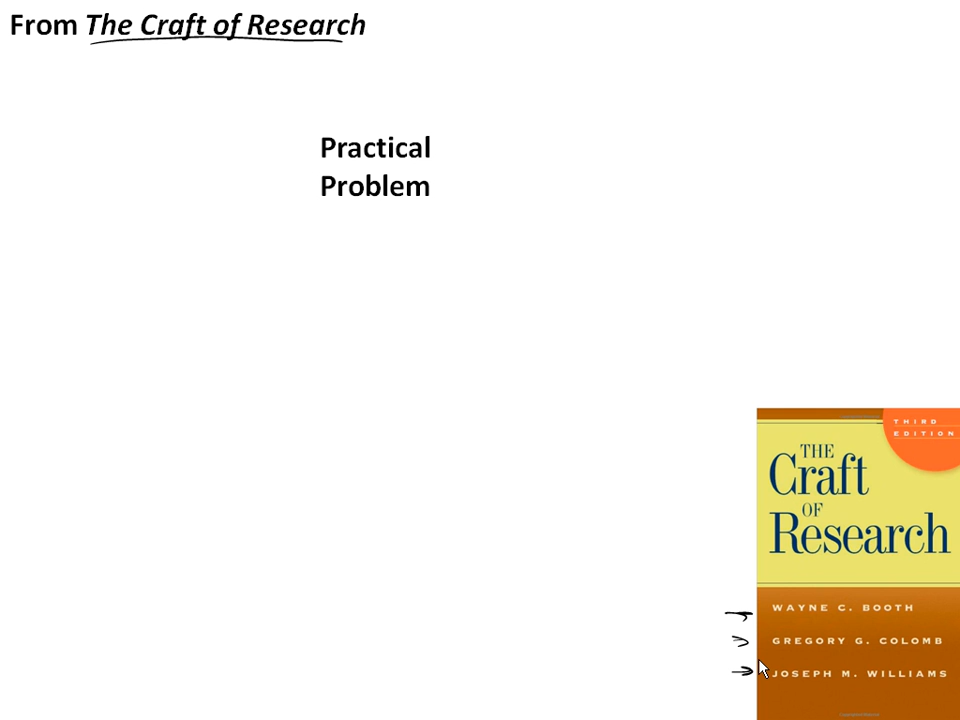 From The Craft of Research
Practical
Problem
THIRD
EDITION
THE
Craft
OF
Research
WAYNE C. BOOTH
GREGORY G. COLOMB
JOSEPH M. WILLIAMS